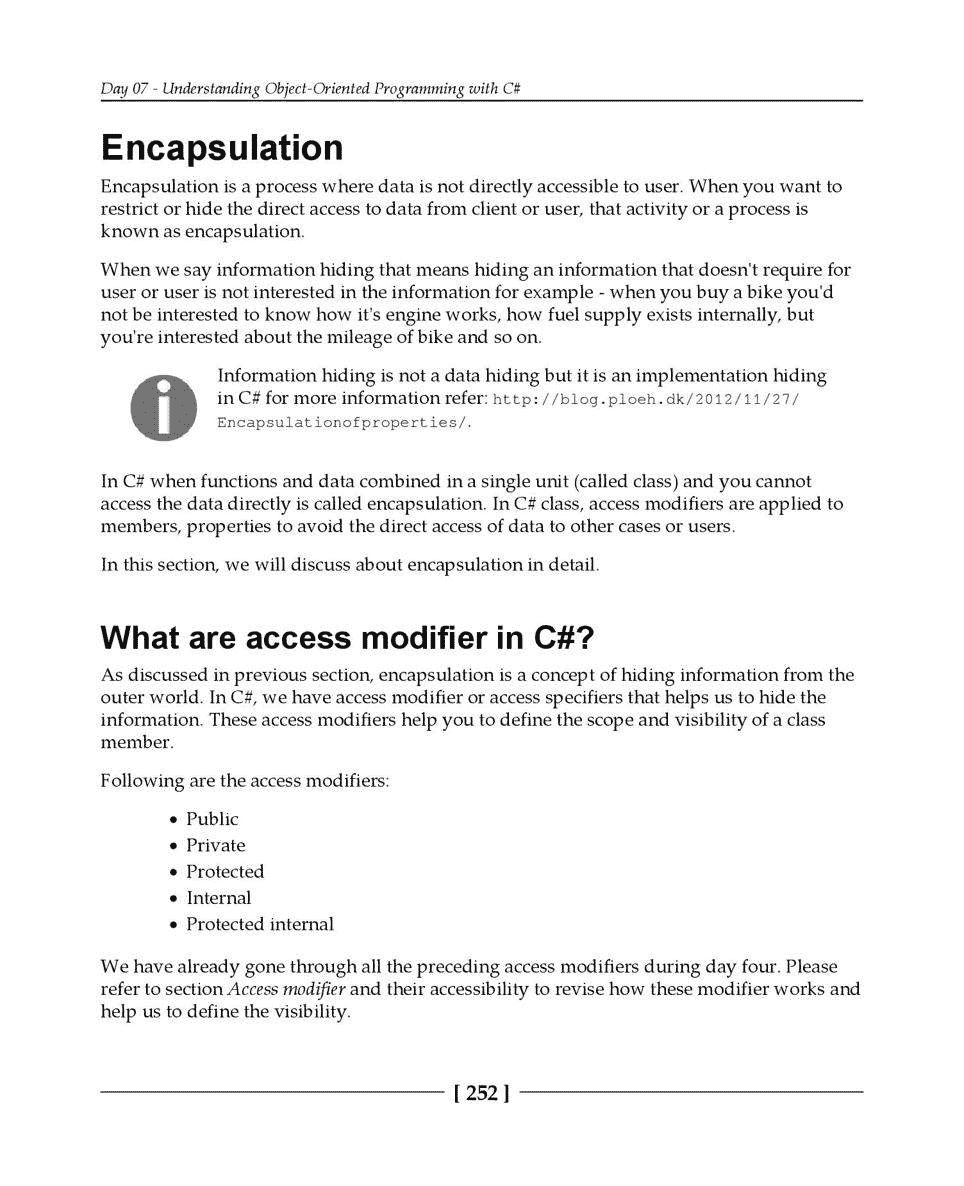 Day 07 - Understanding Object-Oriented Programming with C#
Encapsulation
Encapsulation is a process where data is not directly accessible to user. When you want to
restrict or hide the direct access to data from client or user, that activity or a process is
known as encapsulation.
When we say information hiding that means hiding an information that doesn't require for
user or user is not interested in the information for example - when you buy a bike you'd
not be interested to know how it's engine works, how fuel supply exists internally, but
you're interested about the mileage of bike and so on.
Information hiding is not a data hiding but it is an implementation hiding
in C# for more information refer: http://blog.ploeh.dk/2012/11/27/
Encapsulationofproperties/.
In C# when functions and data combined in a single unit (called class) and you cannot
access the data directly is called encapsulation. In C# class, access modifiers are applied to
members, properties to avoid the direct access of data to other cases or users.
In this section, we will discuss about encapsulation in detail.
What are access modifier in C#?
As discussed in previous section, encapsulation is a concept of hiding information from the
outer world. In C#, we have access modifier or access specifiers that helps us to hide the
information. These access modifiers help you to define the scope and visibility of a class
member.
Following are the access modifiers:
• Public
• Private
• Protected
• Internal
• Protected internal
We have already gone through all the preceding access modifiers during day four. Please
refer to section Access modifier and their accessibility to revise how these modifier works and
help us to define the visibility.
[ 252 ]